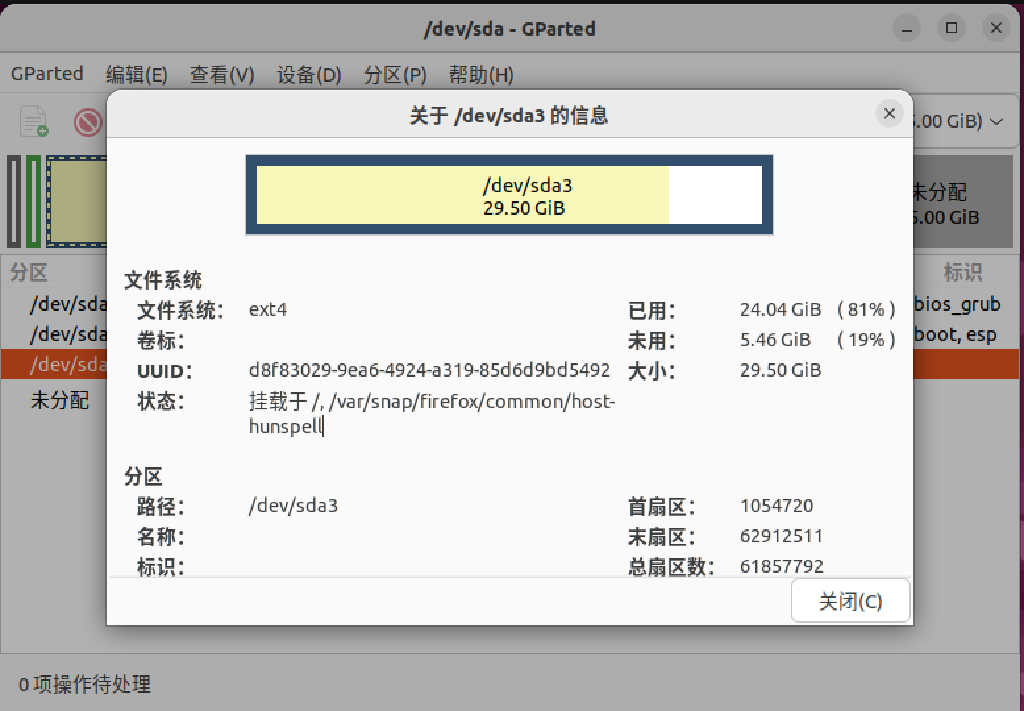 /dev/sda - GParted
GParted 编辑(E) 查看(V) 设备(D) 分区(P) 帮助(H)
关于 /dev/sda3 的信息
.00 GiB)
/dev/sda3
29.50 GiB
未分配
5.00 GiB
分区 标识
文件系统
/dev/sda bios_grub
文件系统： ext4 已用： 24.04 GiB ( 81% )
/dev/sda boot, esp
卷标： 未用： 5.46 GiB ( 19% )
/dev/sda
UUID： d8f83029-9ea6-4924-a319-85d6d9bd5492 大小： 29.50 GiB
未分配
状态： 挂载于 /, /var/snap/firefox/common/host-
hunspell
分区
路径： /dev/sda3 首扇区： 1054720
名称： 末扇区： 62912511
标识： 总扇区数： 61857792
关闭(C)
0 项操作待处理